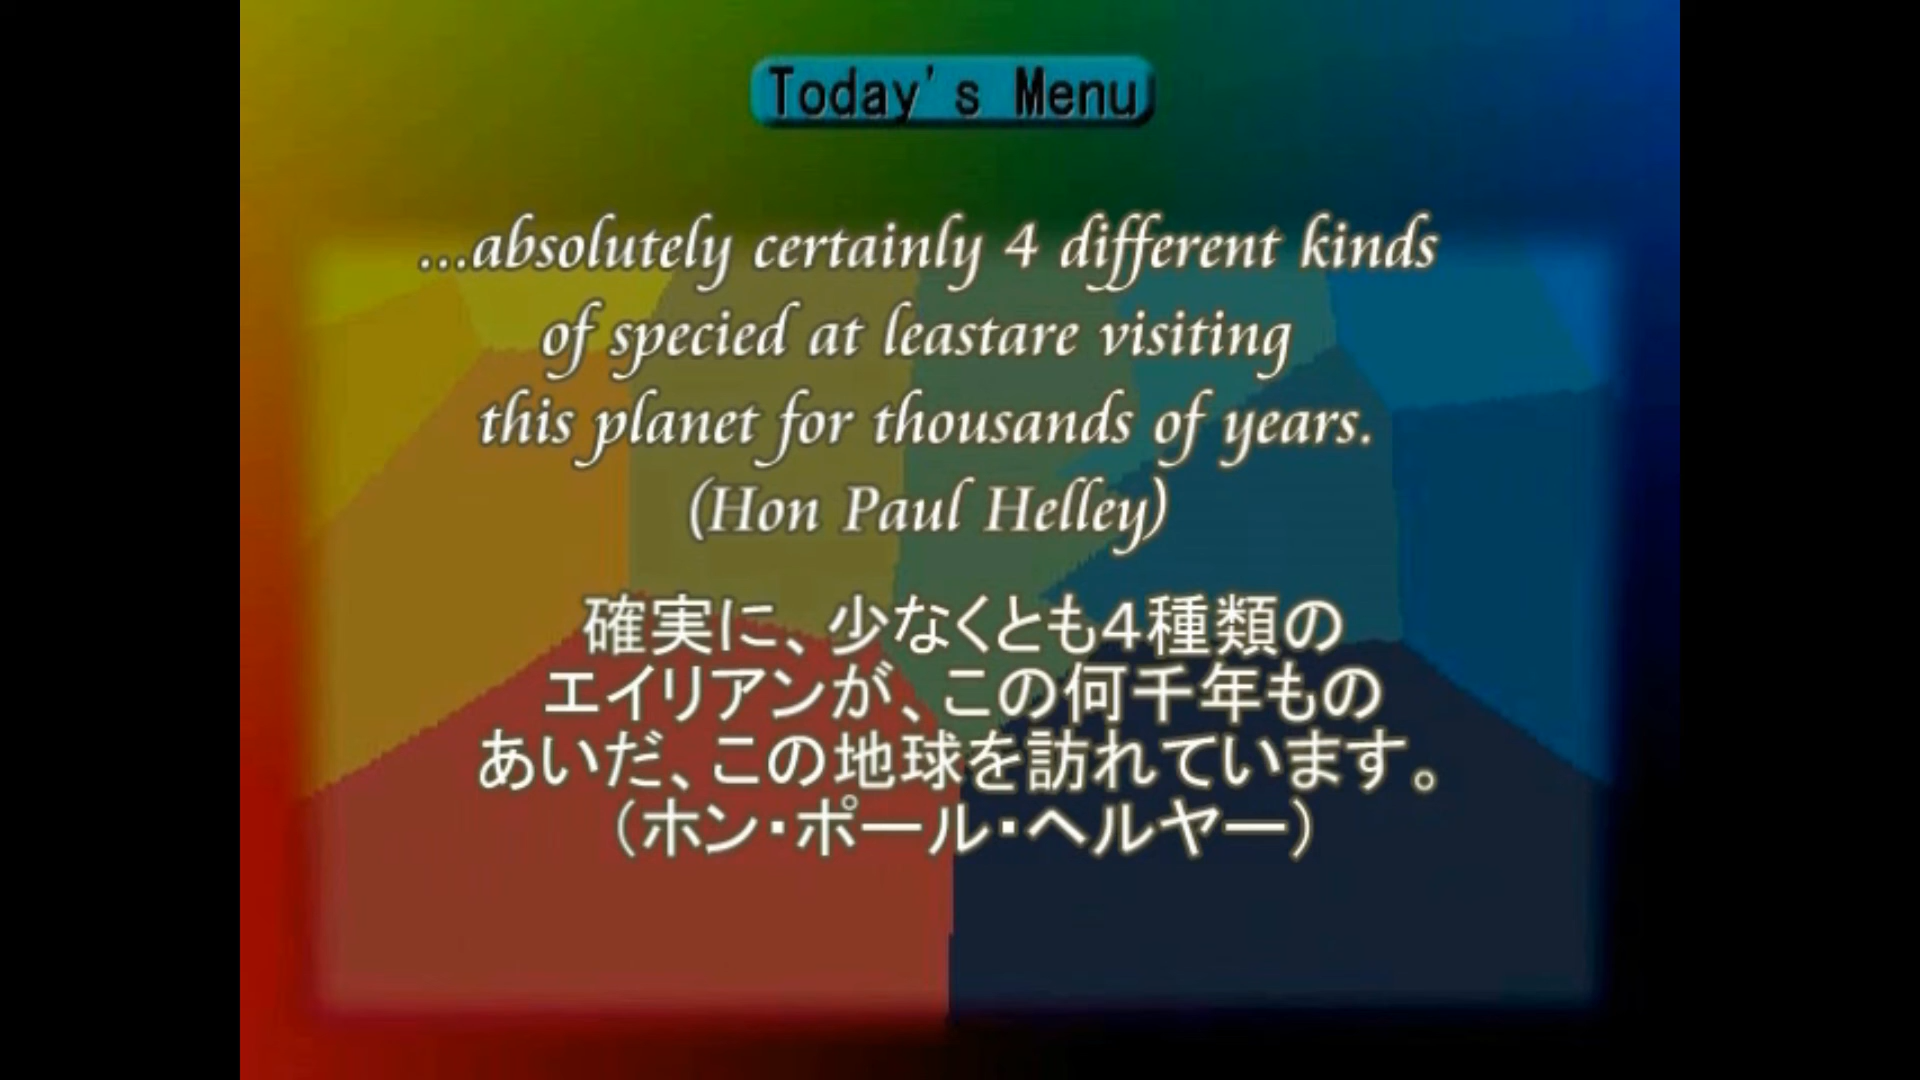 Today's Menu
...absolutely certainly 4 different kinds
of specied at leastare visiting
this planet for thousands of years.
(Hon Paul Helley)
確実に、少なくとも４種類の
エイリアンが、この何千年もの
あいだ、この地球を訪れています。
（ホン・ポール・ヘルヤー）